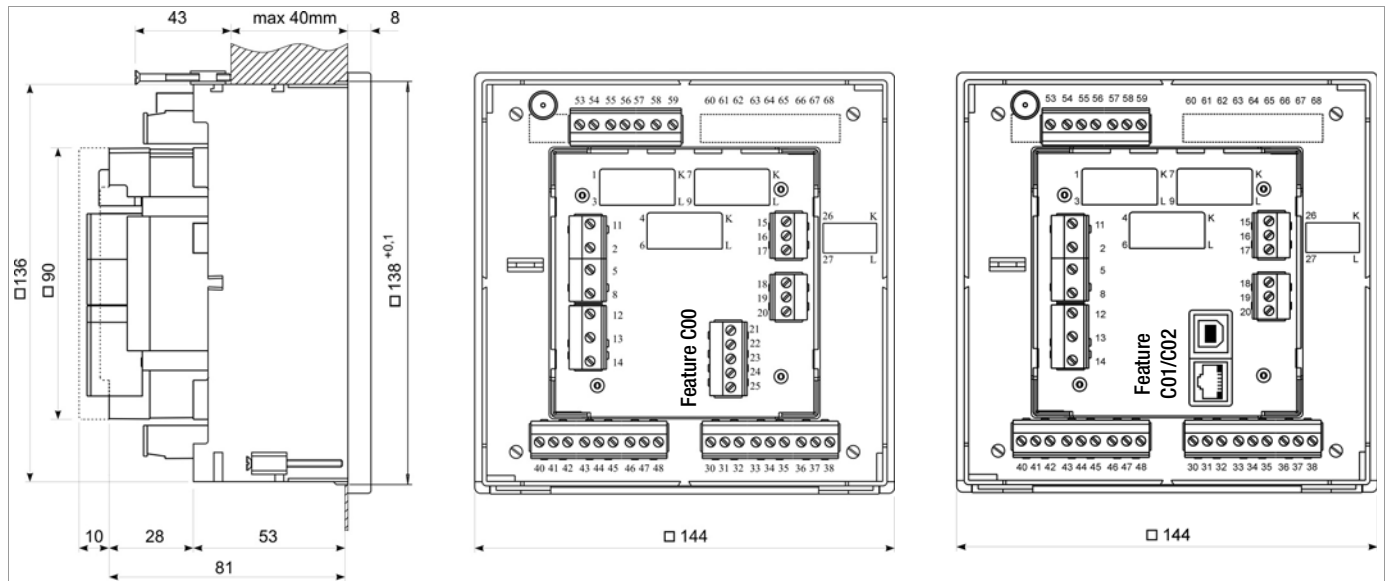 43 max 40mm 8
□136
□90
□ 138 +0,1
10 28 53
81
53 54 55 56 57 58 59 60 61 62 63 64 65 66 67 68
1 K 7 K
3 L 9 L
4 K
6 L
11
2
5
8
12
13
14
15
16
17
26 K
27 L
18
19
20
Feature C00
21
22
23
24
25
40 41 42 43 44 45 46 47 48 30 31 32 33 34 35 36 37 38
□ 144
53 54 55 56 57 58 59 60 61 62 63 64 65 66 67 68
1 K 7 K
3 L 9 L
4 K
6 L
11
2
5
8
12
13
14
15
16
17
26 K
27 L
18
19
20
Feature
C01/C02
40 41 42 43 44 45 46 47 48 30 31 32 33 34 35 36 37 38
□ 144